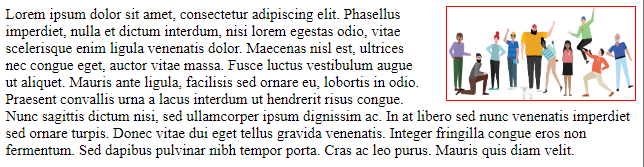 Lorem ipsum dolor sit amet, consectetur adipiscing elit. Phasellus
imperdiet, nulla et dictum interdum, nisi lorem egestas odio, vitae
scelerisque enim ligula venenatis dolor. Maecenas nisl est, ultrices
nec congue eget, auctor vitae massa. Fusce luctus vestibulum augue
ut aliquet. Mauris ante ligula, facilisis sed ornare eu, lobortis in odio.
Praesent convallis urna a lacus interdum ut hendrerit risus congue.
Nunc sagittis dictum nisi, sed ullamcorper ipsum dignissim ac. In at libero sed nunc venenatis imperdiet
sed ornare turpis. Donec vitae dui eget tellus gravida venenatis. Integer fringilla congue eros non
fermentum. Sed dapibus pulvinar nibh tempor porta. Cras ac leo purus. Mauris quis diam velit.